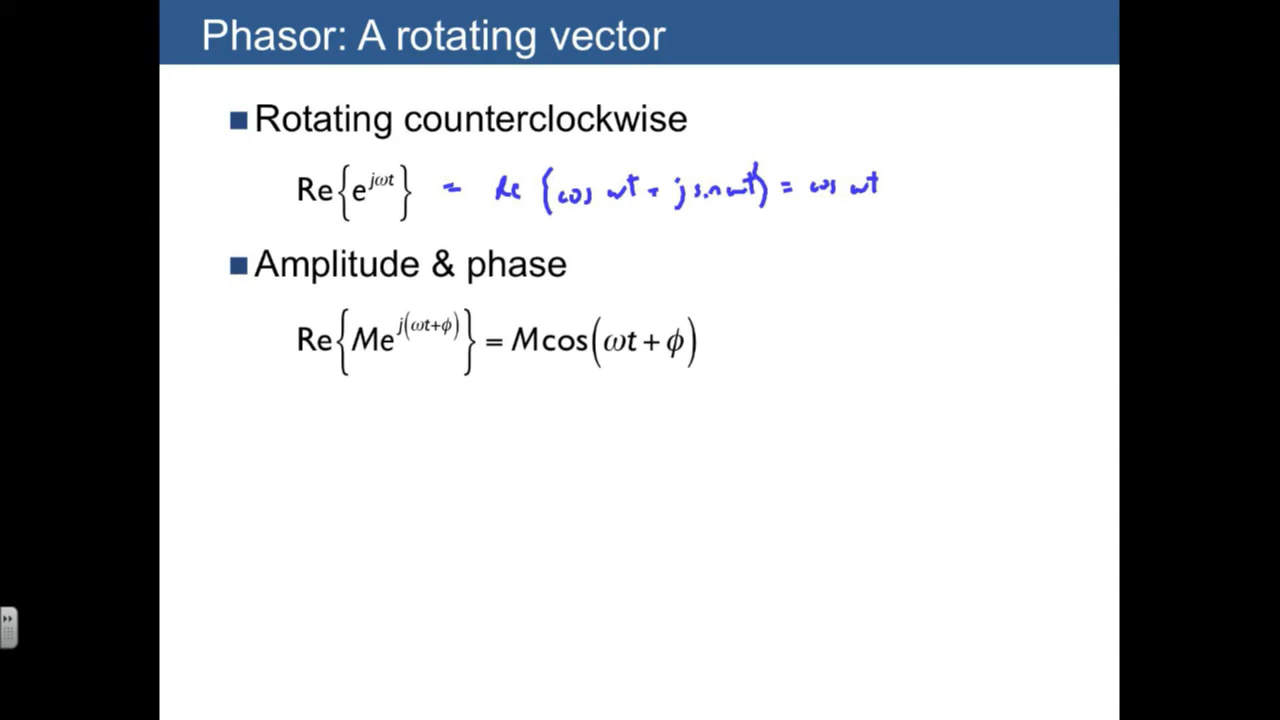 Phasor: A rotating vector
Rotating counterclockwise
Re{e^{jωt}} = Re (cos ωt + j sin ωt) = cos ωt
Amplitude & phase
Re{Me^{j(ωt+ϕ)}} = Mcos(ωt + ϕ)